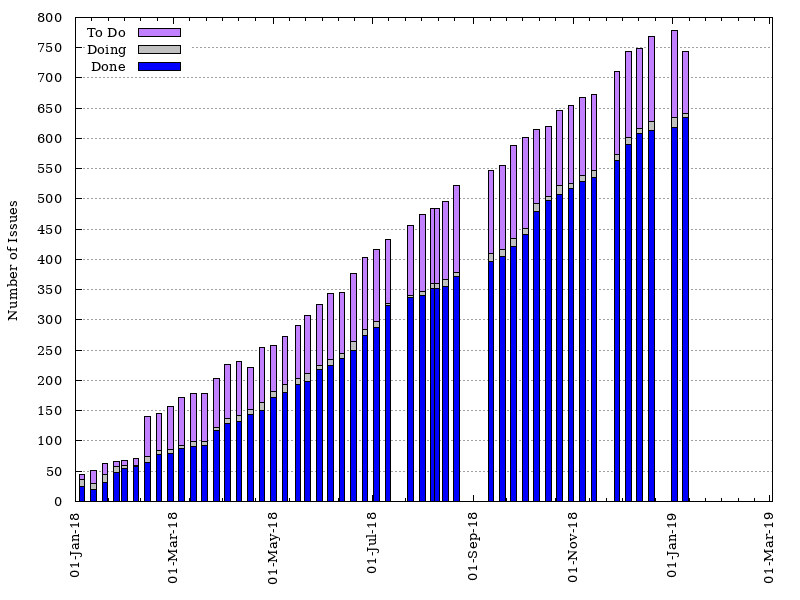 800
750
700
650
600
550
500
450
400
350
300
250
200
150
100
50
0
Number of Issues
To Do
Doing
Done
01-Jan-18
01-Mar-18
01-May-18
01-Jul-18
01-Sep-18
01-Nov-18
01-Jan-19
01-Mar-19